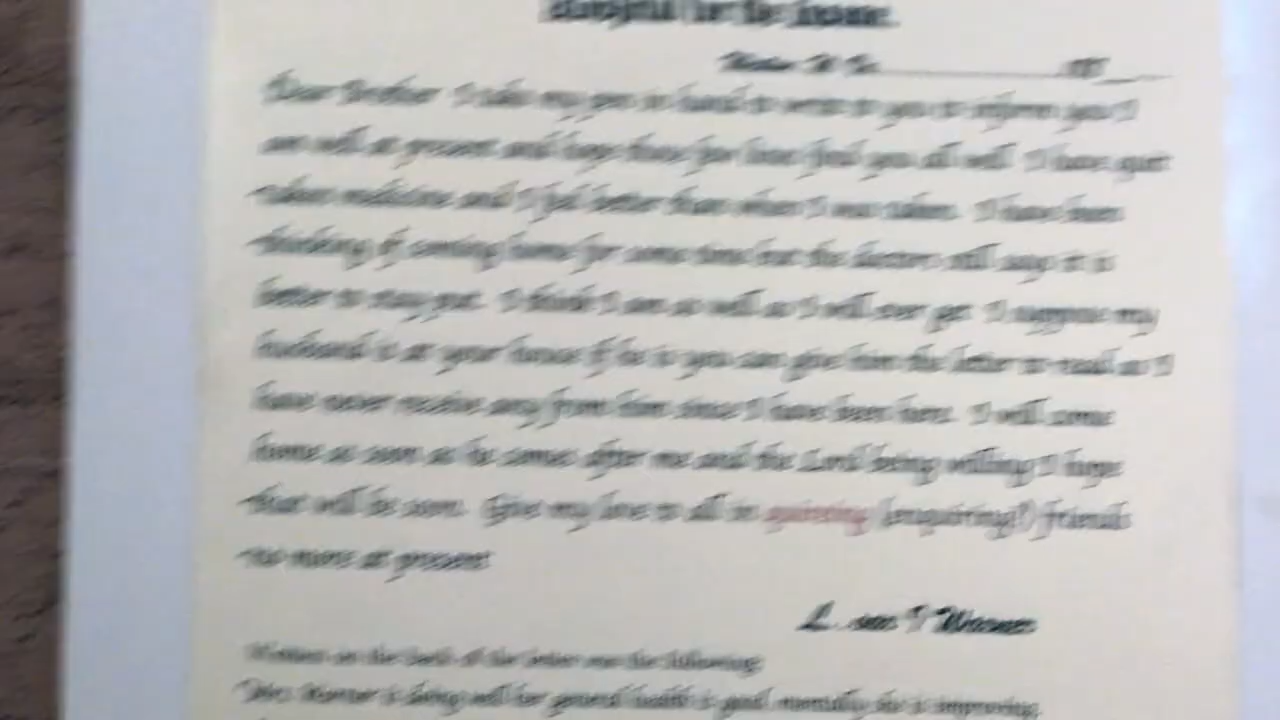 Hospital for the Insane.
Dear Brother I take my pen in hand to write to you to inform you I
am well at present and hope these few lines find you all well. I have quit
taken medicine and I feel better than when I was taken. I have been
thinking of coming home for some time but the doctors still say it is
better to stay yet. I think I am as well as I will ever get. I suppose my
husband is at your house if he is you can give him the letter to read as I
have never receive any from him since I have been here. I will come
home as soon as he comes after me and the Lord being willing I hope
that will be soon. Give my love to all in quireing (enquiring?) friends
no more at present
Written on the back of the letter was the following:
Mrs. Warner is doing well her general health is good, mentally she is improving,